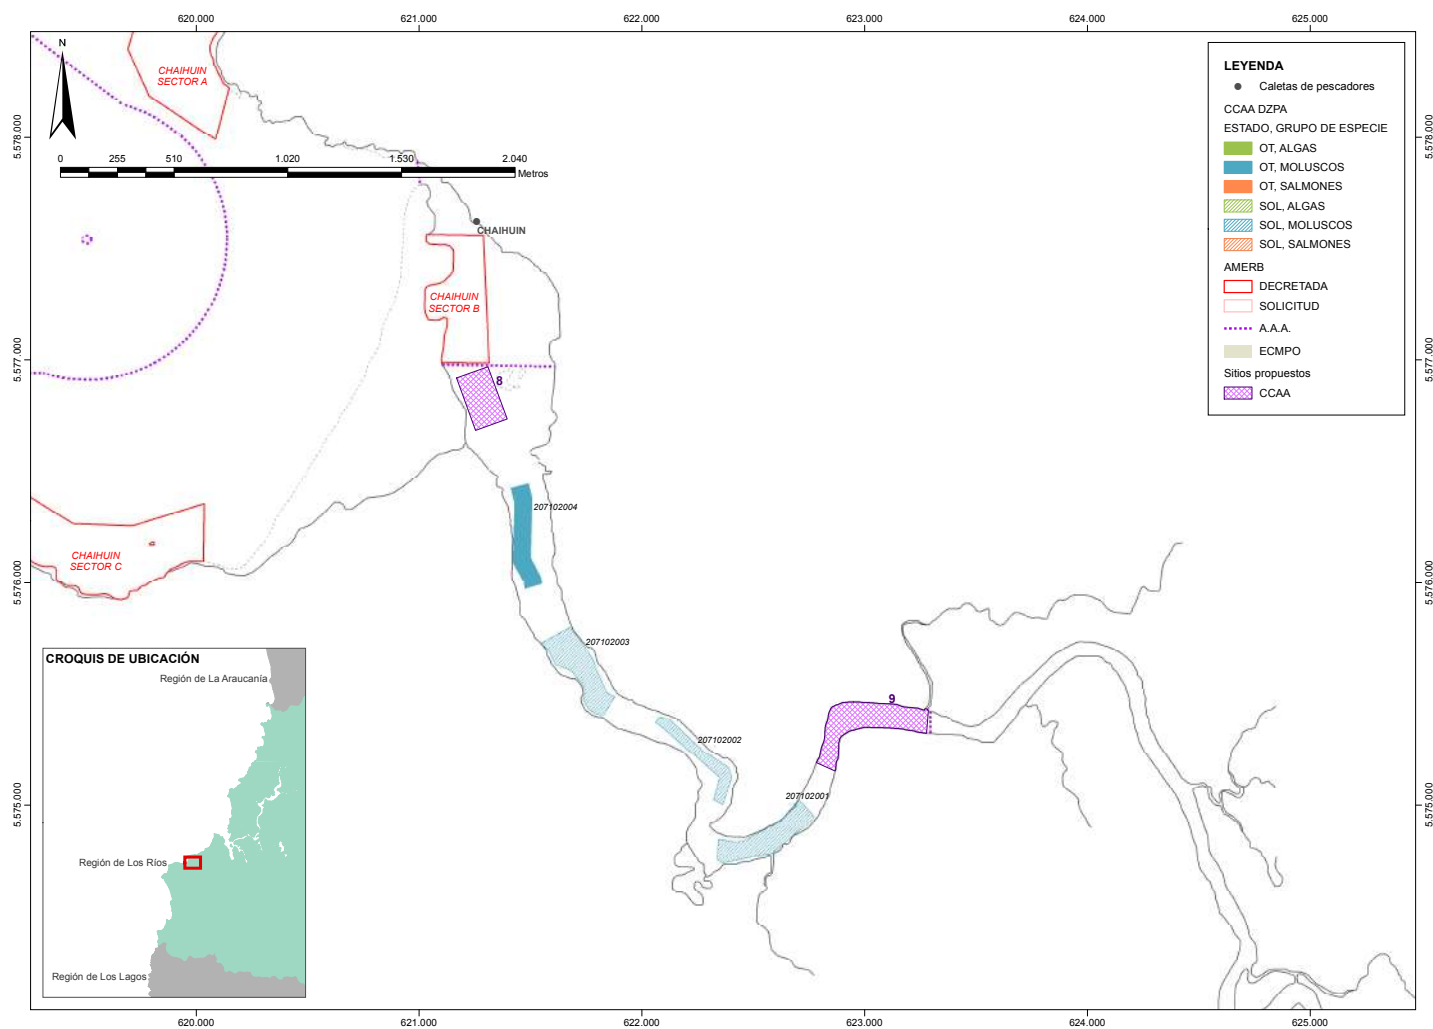 620.000
621.000
622.000
623.000
624.000
625.000
N
CHAIHUIN
SECTOR A
5.578.000
5.578.000
0
255
510
1.020
1.530
2.040
Metros
CHAIHUIN
CHAIHUIN
SECTOR B
5.577.000
5.577.000
8
207102004
CHAIHUIN
SECTOR C
5.576.000
5.576.000
207102003
9
207102002
207102001
5.575.000
5.575.000
LEYENDA
Caletas de pescadores
CCAA DZPA
ESTADO, GRUPO DE ESPECIE
OT, ALGAS
OT, MOLUSCOS
OT, SALMONES
SOL, ALGAS
SOL, MOLUSCOS
SOL, SALMONES
AMERB
DECRETADA
SOLICITUD
A.A.A.
ECMPO
Sitios propuestos
CCAA
CROQUIS DE UBICACIÓN
Región de La Araucanía
Región de Los Ríos
Región de Los Lagos
620.000
621.000
622.000
623.000
624.000
625.000